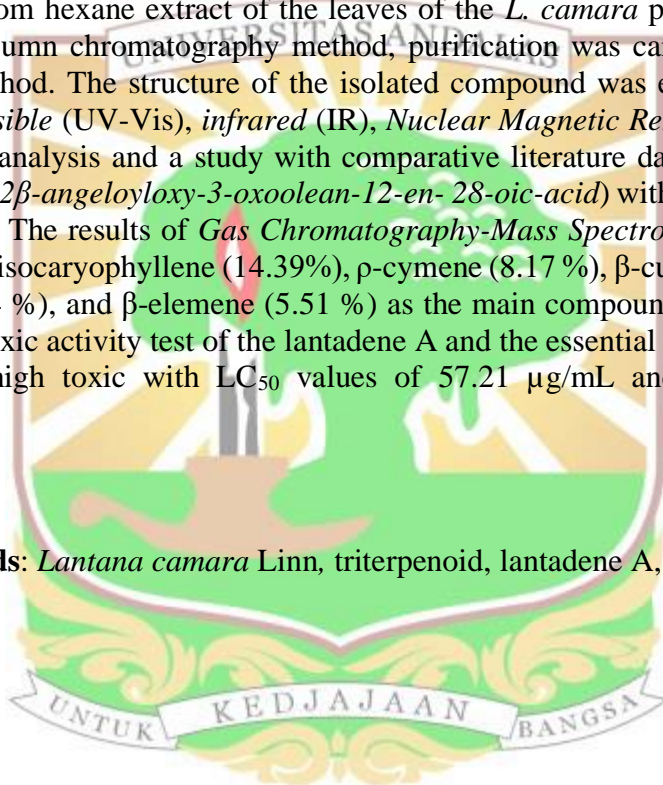 om hexane extract of the leaves of the L. camara p
umn chromatography method, purification was car
hod. The structure of the isolated compound was e
sible (UV-Vis), infrared (IR), Nuclear Magnetic Re
analysis and a study with comparative literature da
2β-angeloyloxy-3-oxoolean-12-en- 28-oic-acid) with
The results of Gas Chromatography-Mass Spectro
isocaryophyllene (14.39%), ρ-cymene (8.17 %), β-cu
%), and β-elemene (5.51 %) as the main compoun
xic activity test of the lantadene A and the essential
high toxic with LC50 values of 57.21 µg/mL and
ds: Lantana camara Linn, triterpenoid, lantadene A,
UNIVERSITAS ANDALAS
UNTUK KEDJAJAAN BANGSA